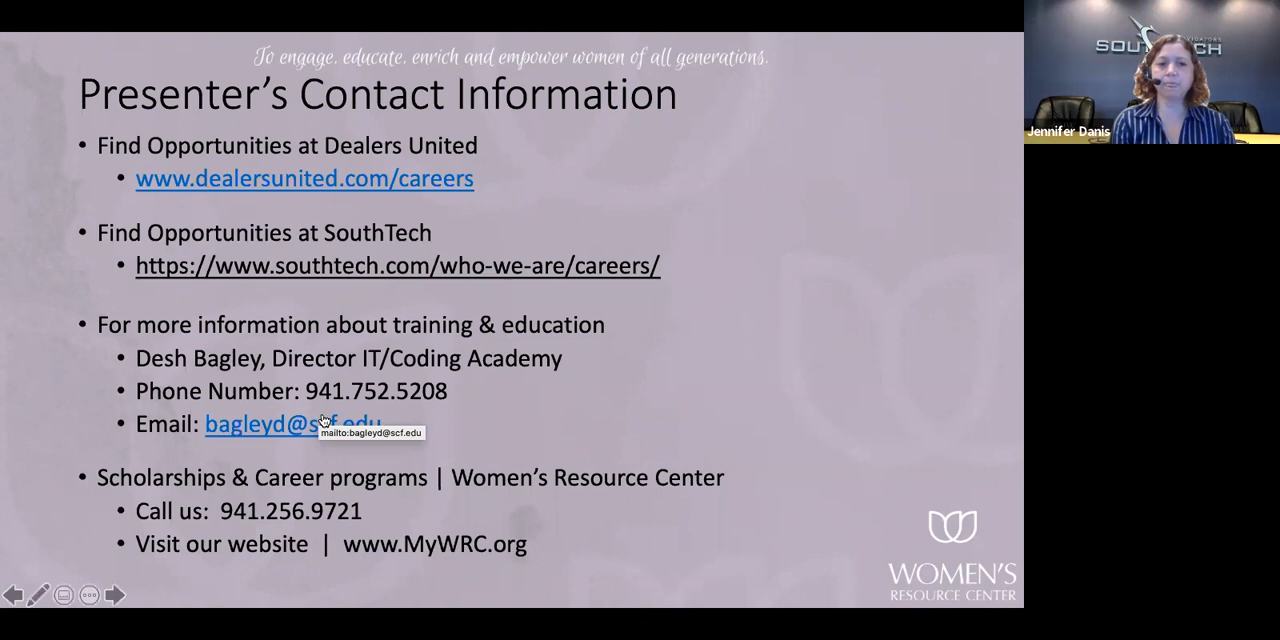 To engage. educate. enrich and empower women of all generations.
Presenter's Contact Information
• Find Opportunities at Dealers United
• www.dealersunited.com/careers
• Find Opportunities at SouthTech
• https://www.southtech.com/who-we-are/careers/
• For more information about training & education
• Desh Bagley, Director IT/Coding Academy
• Phone Number: 941.752.5208
• Email: bagleyd@scf.edu
mailto:bagleyd@scf.edu
• Scholarships & Career programs | Women's Resource Center
• Call us: 941.256.9721
• Visit our website | www.MyWRC.org
WOMEN'S
RESOURCE CENTER
Jennifer Danis